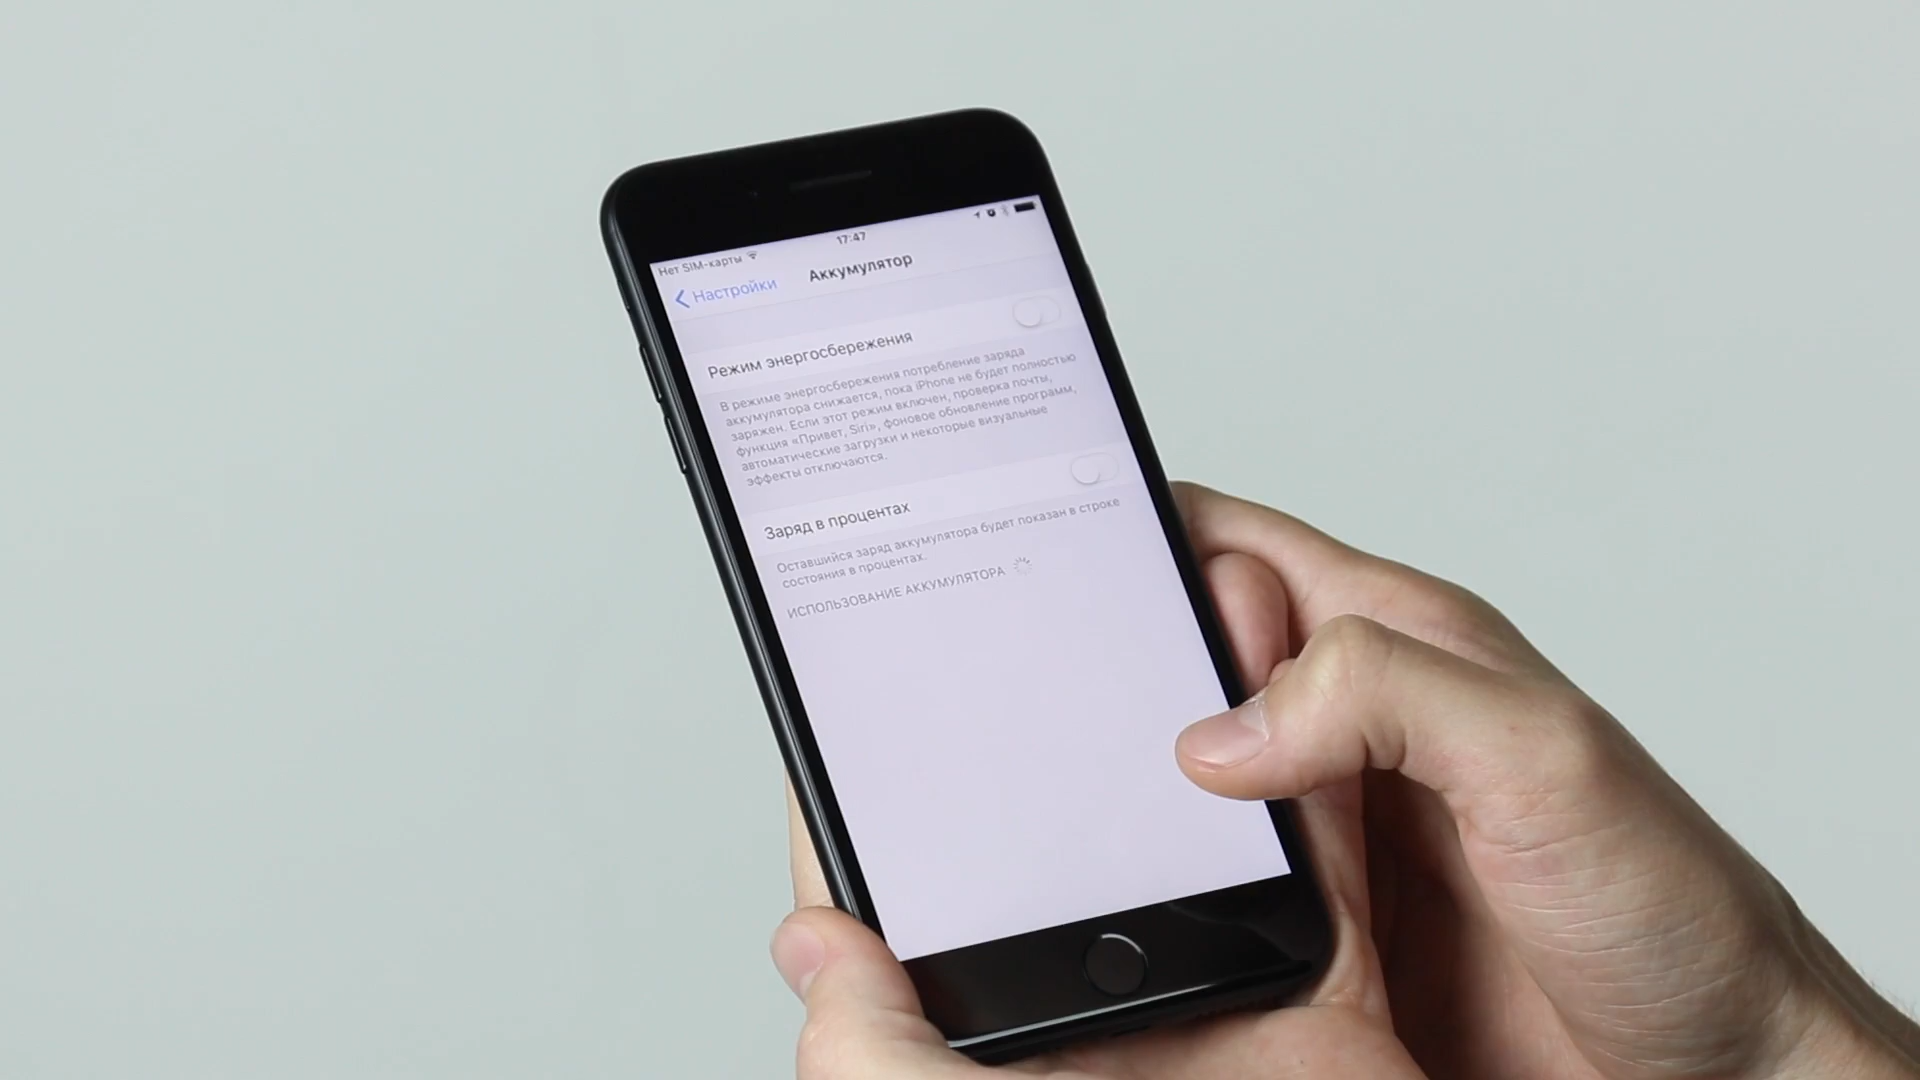 Нет SIM-карты
17:47
Настройки
Аккумулятор
Режим энергосбережения
В режиме энергосбережения потребление заряда
аккумулятора снижается, пока iPhone не будет полностью
заряжен. Если этот режим включен, проверка почты,
функция «Привет, Siri», фоновое обновление программ,
автоматические загрузки и некоторые визуальные
эффекты отключаются.
Заряд в процентах
Оставшийся заряд аккумулятора будет показан в строке
состояния в процентах.
ИСПОЛЬЗОВАНИЕ АККУМУЛЯТОРА